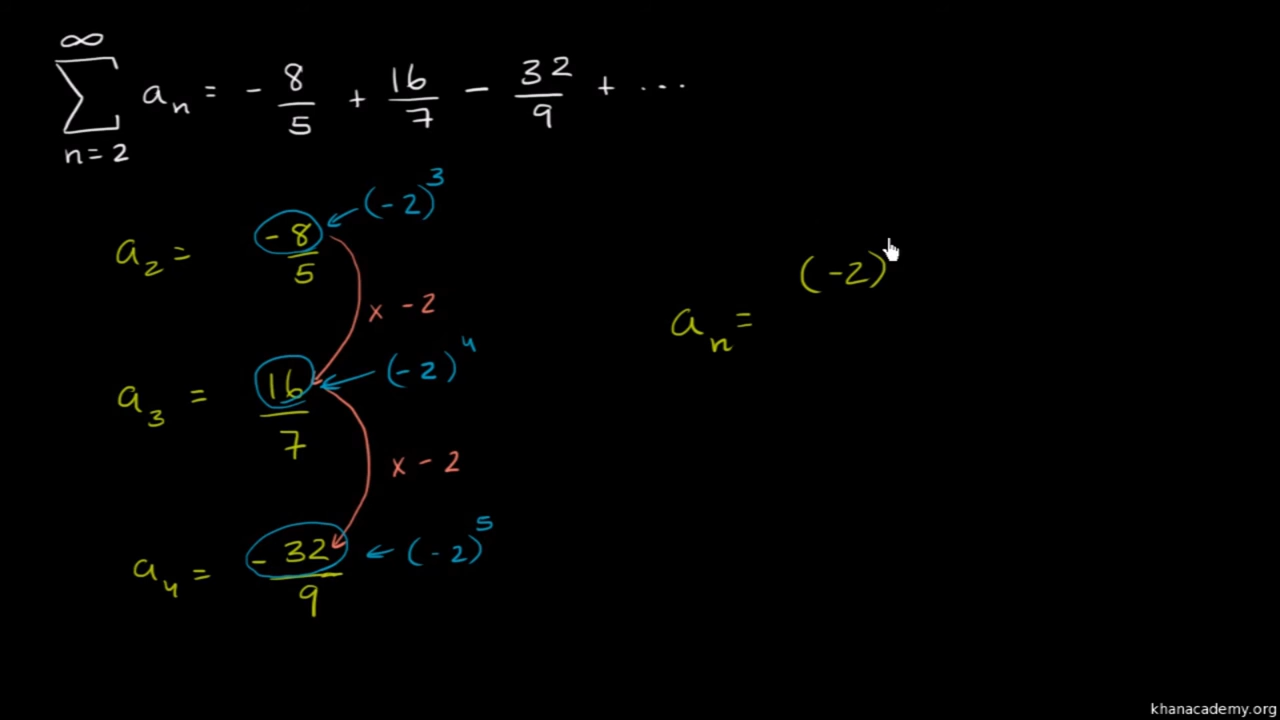 ∞
∑ aₙ = - 8/5 + 16/7 - 32/9 + ...
n=2
a₂ = -8/5 ← (-2)³
x -2
a₃ = 16/7 ← (-2)⁴
x -2
a₄ = -32/9 ← (-2)⁵
aₙ = (-2)
khanacademy.org